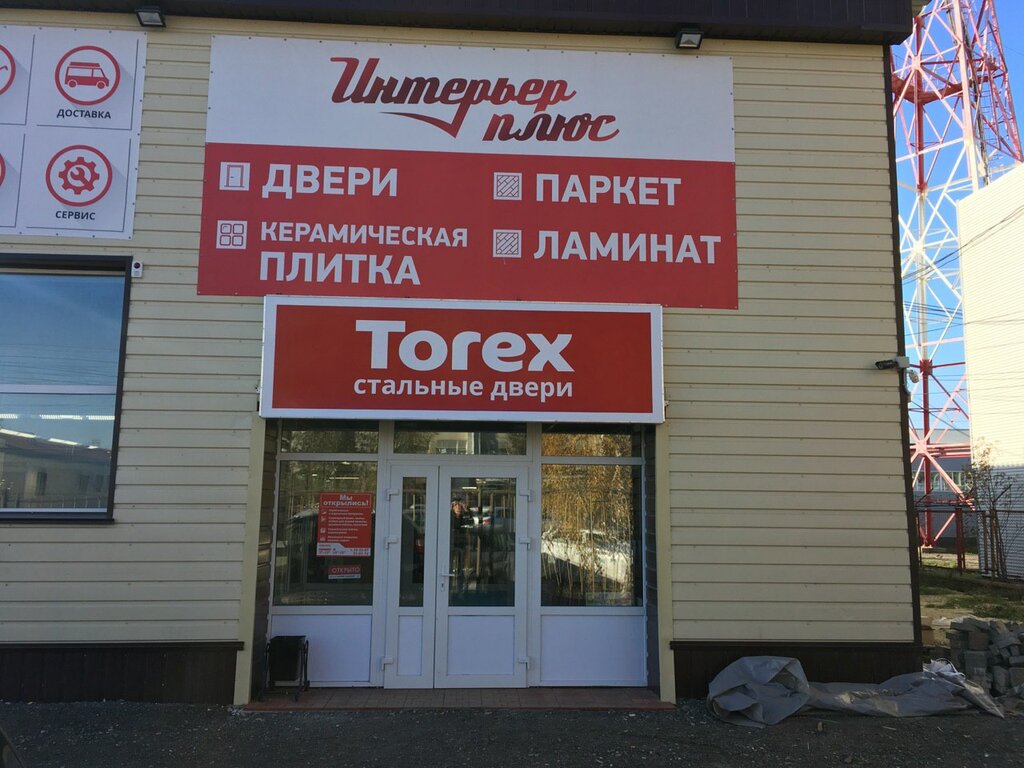 ДОСТАВКА
СЕРВИС
Интерьер
плюс
ДВЕРИ
КЕРАМИЧЕСКАЯ
ПЛИТКА
ПАРКЕТ
ЛАМИНАТ
Torex
стальные двери
Мы
открылись!
ОТКРЫТО